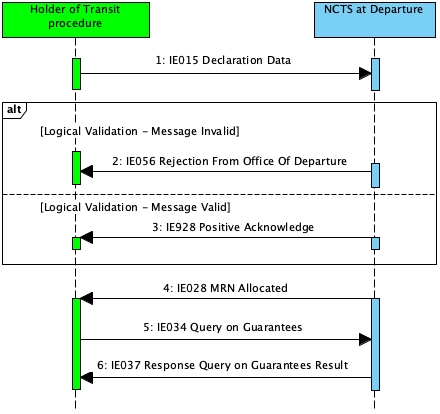 Holder of Transit
procedure
NCTS at Departure
1: IE015 Declaration Data
alt
[Logical Validation - Message Invalid]
2: IE056 Rejection From Office Of Departure
[Logical Validation - Message Valid]
3: IE928 Positive Acknowledge
4: IE028 MRN Allocated
5: IE034 Query on Guarantees
6: IE037 Response Query on Guarantees Result